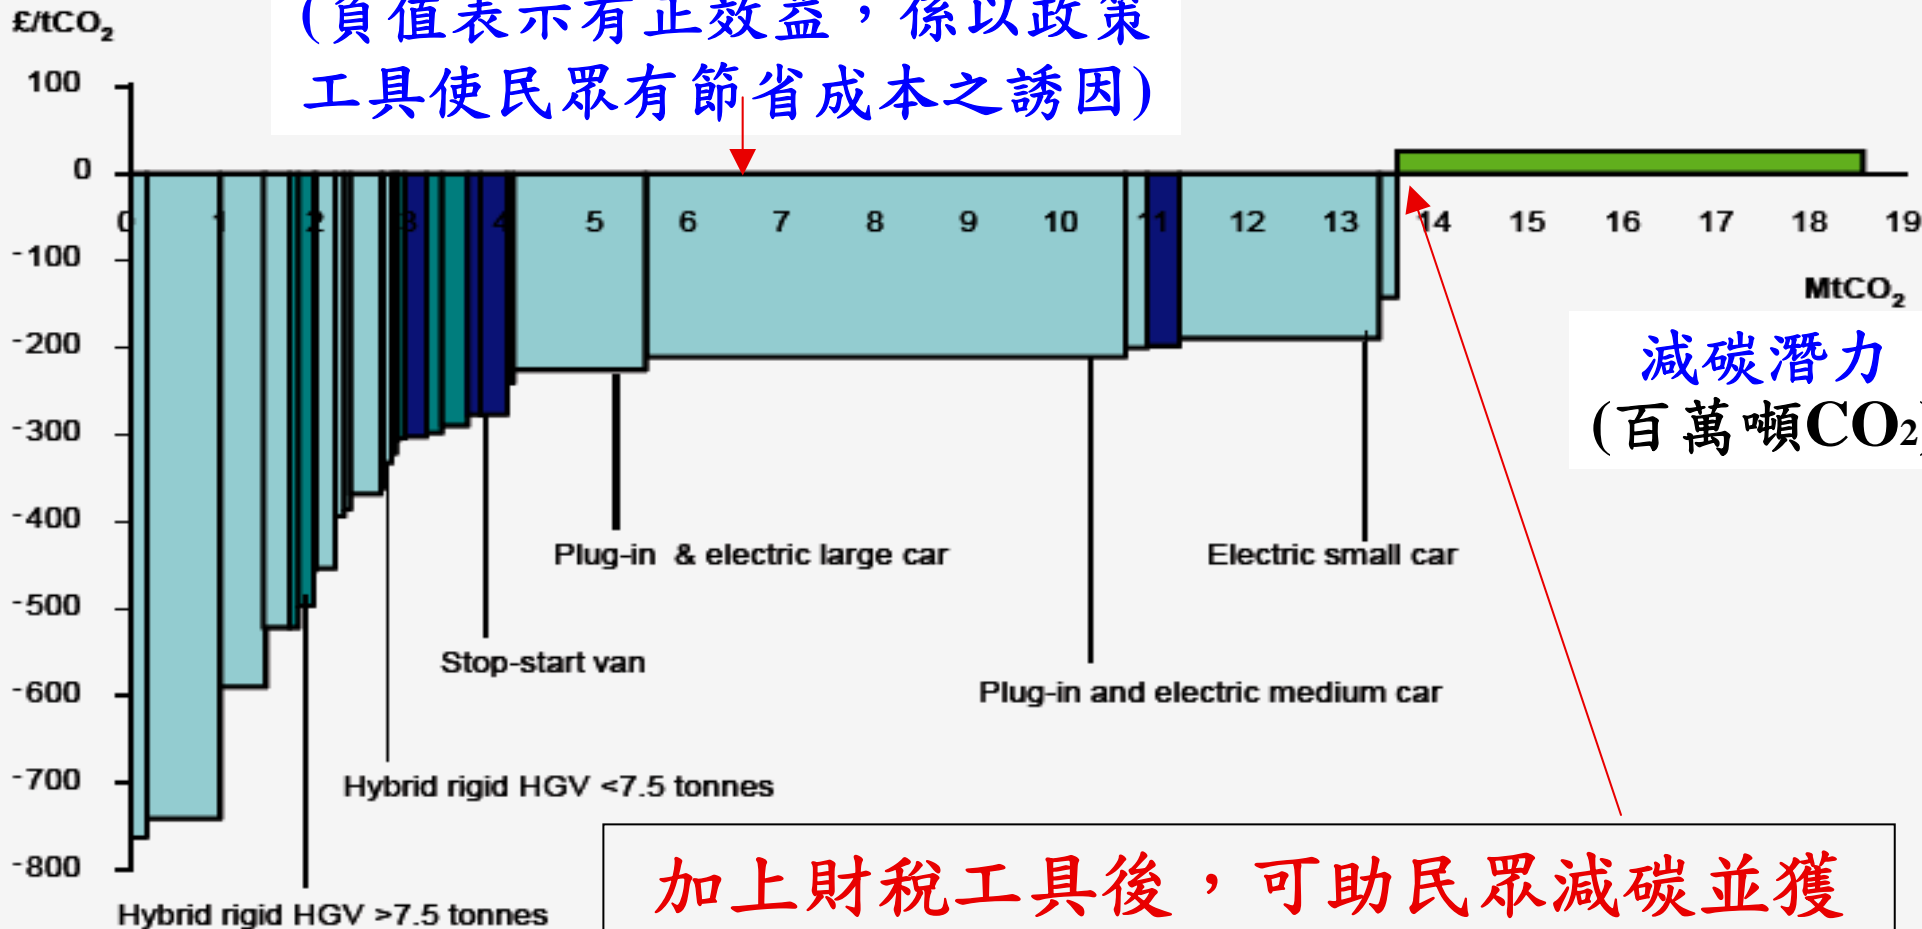 £/tCO₂
(負值表示有正效益，係以政策
工具使民眾有節省成本之誘因)
100
0
-100
-200
-300
-400
-500
-600
-700
-800
0 1 2 3 4 5 6 7 8 9 10 11 12 13 14 15 16 17 18 19
MtCO₂
減碳潛力
(百萬噸CO₂)
Plug-in & electric large car
Electric small car
Stop-start van
Plug-in and electric medium car
Hybrid rigid HGV <7.5 tonnes
加上財稅工具後，可助民眾減碳並獲
Hybrid rigid HGV >7.5 tonnes